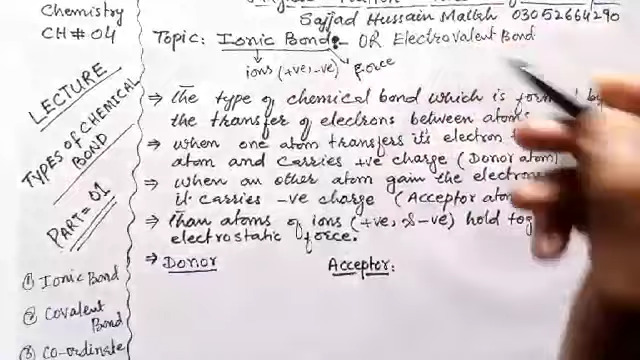 Chemistry
CH# 04
Sajjad Hussain Mallah 03052664290
Topic: Ionic Bond:- OR Electrovalent Bond
ions (+ve, -ve) force
LECTURE
TYPES OF CHEMICAL
BOND
PART= 01
① Ionic Bond
② Covalent
Bond
③ Co-ordinate
⇒ The type of chemical bond which is formed by
the transfer of electrons between atoms
⇒ when one atom transfers it's electron
atom and carries +ve charge (Donor atom)
⇒ when an other atom gain the electron
it carries -ve charge (Acceptor atom
⇒ Than atoms of ions (+ve, & -ve) hold tog
electrostatic force.
⇒ Donor Acceptor: